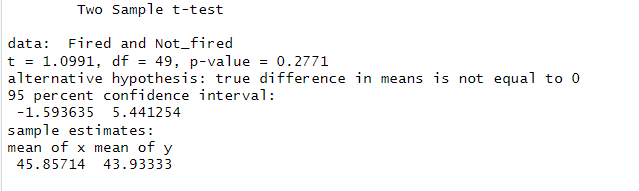 Two Sample t-test
data: Fired and Not_fired
t = 1.0991, df = 49, p-value = 0.2771
alternative hypothesis: true difference in means is not equal to 0
95 percent confidence interval:
-1.593635 5.441254
sample estimates:
mean of x mean of y
45.85714 43.93333